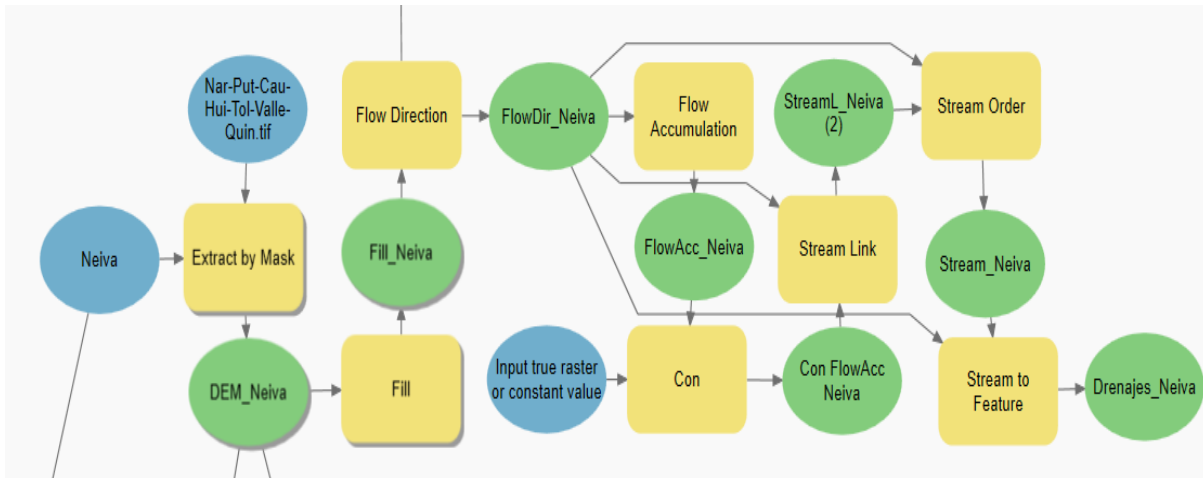 Nar-Put-Cau-
Hui-Tol-Valle-
Quin.tif
Flow Direction
FlowDir_Neiva
Flow
Accumulation
StreamL_Neiva
(2)
Stream Order
Neiva
Extract by Mask
Fill_Neiva
FlowAcc_Neiva
Stream Link
Stream_Neiva
DEM_Neiva
Fill
Input true raster
or constant value
Con
Con FlowAcc
Neiva
Stream to
Feature
Drenajes_Neiva